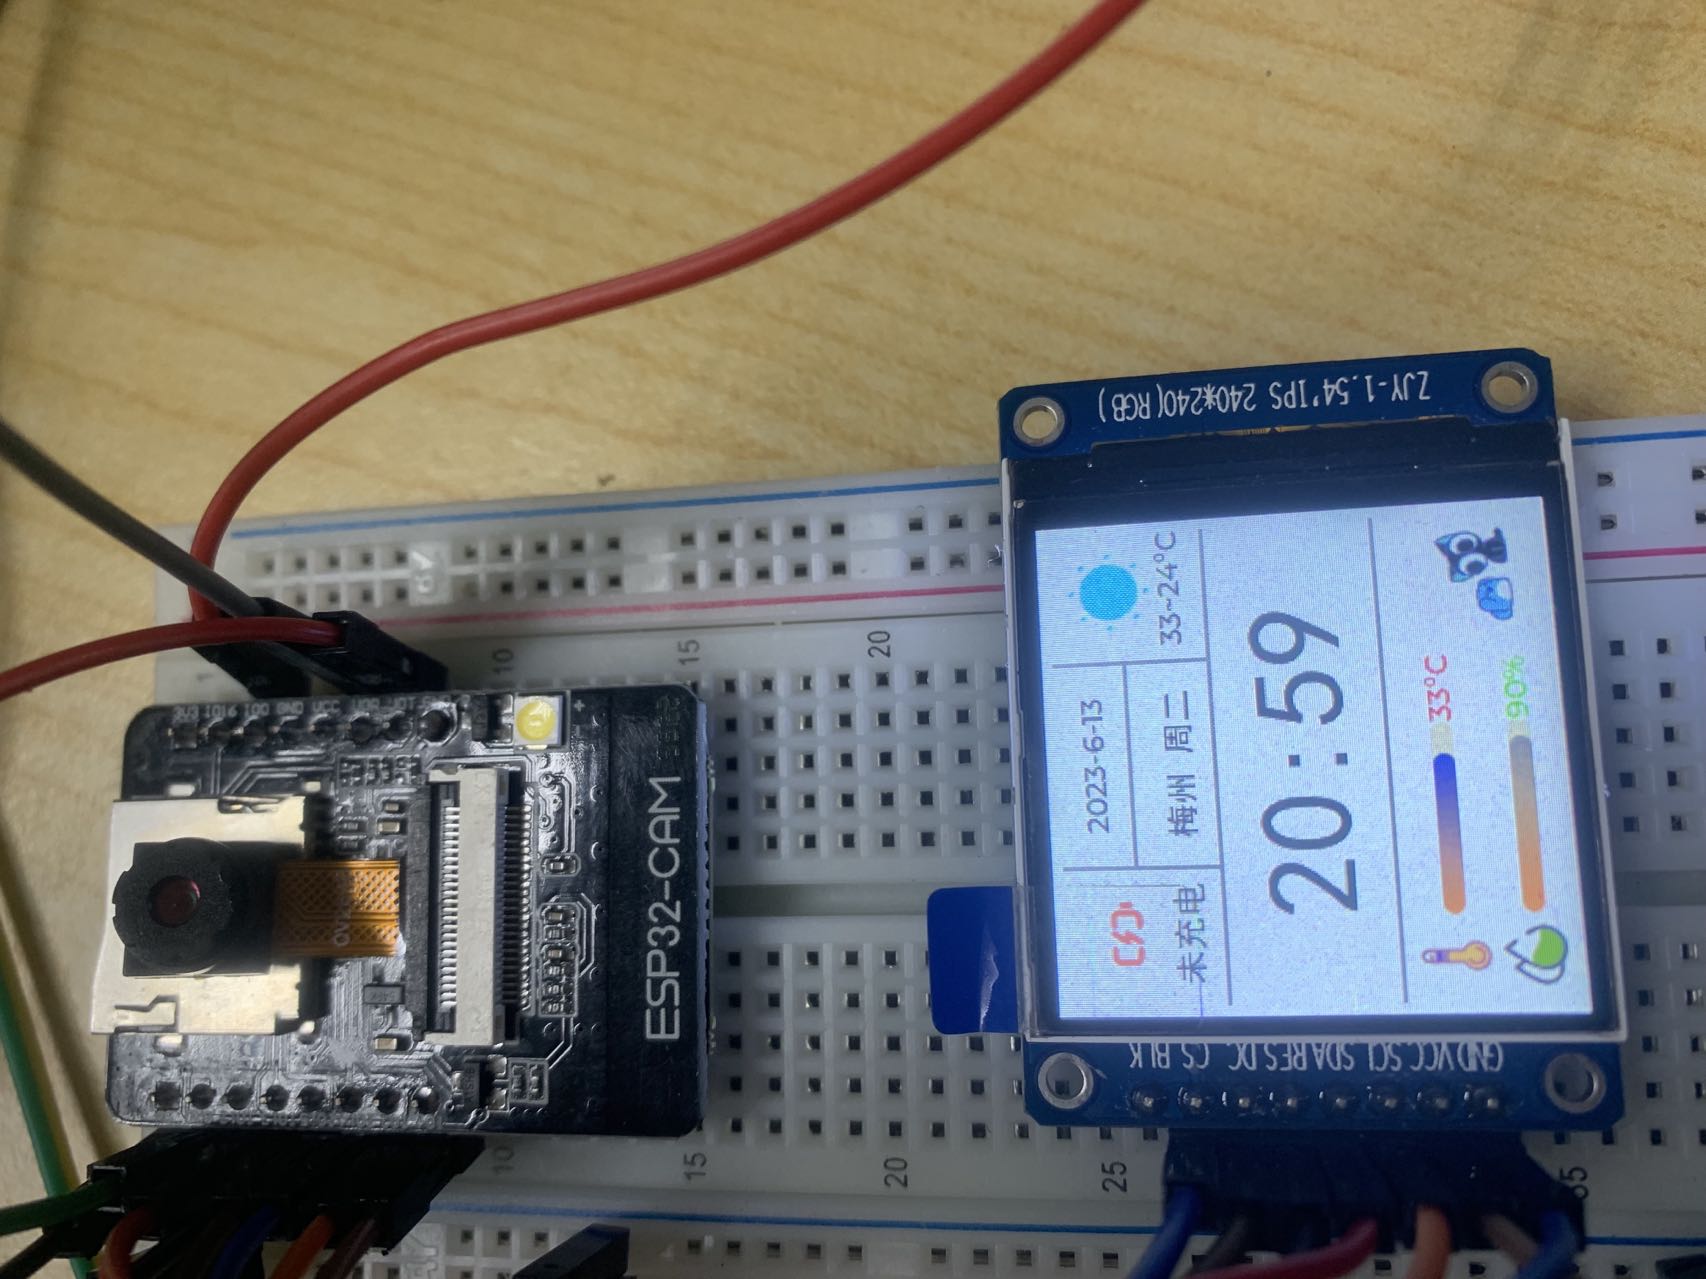 10
10
ESP32-CAM
15
15
20
20
25
2023-6-13
未充电
梅州 周二
33~24°C
20:59
33°C
90%
GND VCC SCL SDA RES DC CS BLK
ZJY-1.54'IPS 240*240(RGB)
35